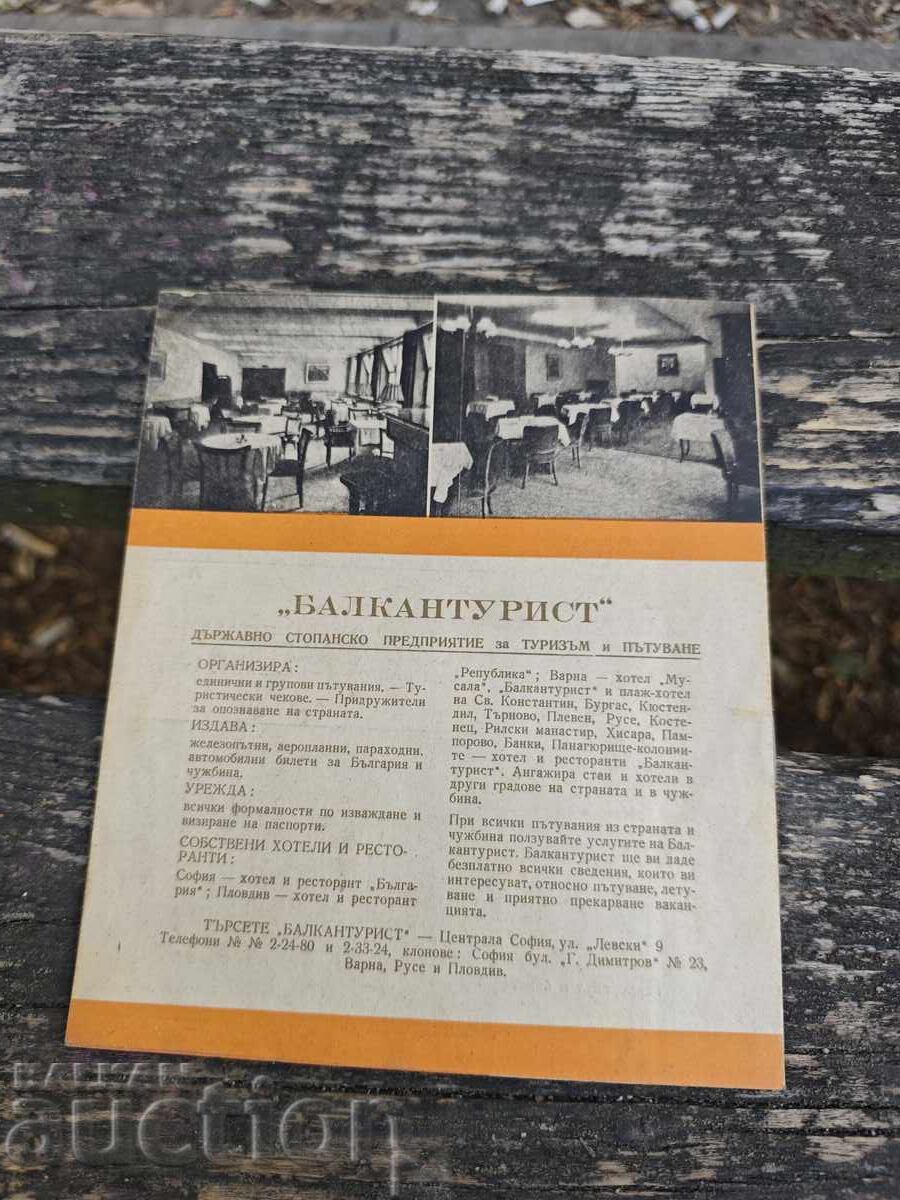 „БАЛКАНТУРИСТ“
ДЪРЖАВНО СТОПАНСКО ПРЕДПРИЯТИЕ за ТУРИЗЪМ и ПЪТУВАНЕ
ОРГАНИЗИРА:
единични и групови пътувания. — Ту-
ристически чекове. — Придружители
за опознаване на страната.
ИЗДАВА:
железопътни, аеропланни, параходни,
автомобилни билети за България и
чужбина.
УРЕЖДА:
всички формалности по изваждане и
визиране на паспорти.
СОБСТВЕНИ ХОТЕЛИ И РЕСТО-
РАНТИ:
София — хотел и ресторант „Бълга-
рия“; Пловдив — хотел и ресторант
„Република“; Варна — хотел „Му-
сала“, „Балкантурист“ и плаж-хотел
на Св. Константин, Бургас, Кюстен-
дил, Търново, Плевен, Русе, Косте-
нец, Рилски манастир, Хисара, Пам-
порово, Банки, Панагюрище-колонии-
те — хотел и ресторанти „Балкан-
турист“. Ангажира стаи и хотели в
други градове на страната и в чуж-
бина.
При всички пътувания из страната и
чужбина ползувайте услугите на Бал-
кантурист. Балкантурист ще ви даде
безплатно всички сведения, които ви
интересуват, относно пътуване, лету-
ване и приятно прекарване вакан-
цията.
ТЪРСЕТЕ „БАЛКАНТУРИСТ“ — Централа София, ул. „Левски“ 9
Телефони № № 2-24-80 и 2-33-24, клонове: София бул. „Г. Димитров“ № 23,
Варна, Русе и Пловдив.
BALKAN
auction